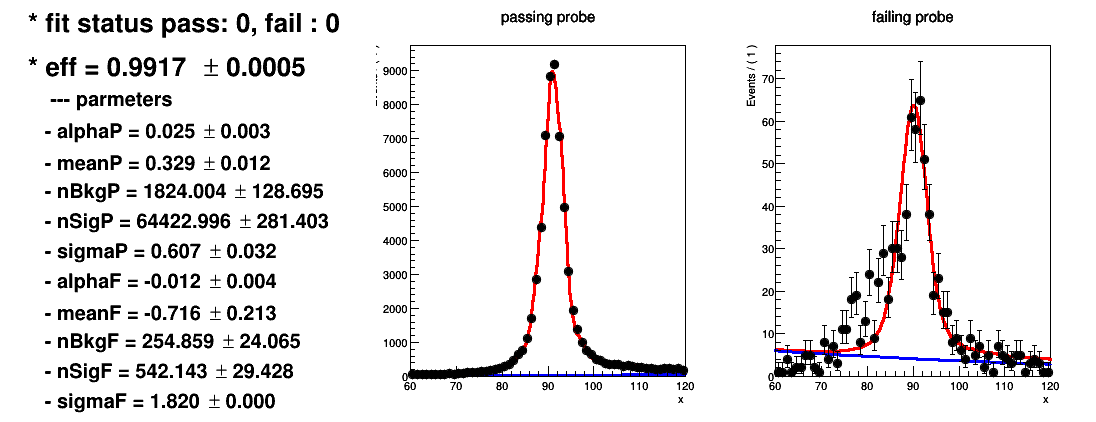 * fit status pass: 0, fail : 0
* eff = 0.9917 ± 0.0005
--- parmeters
- alphaP = 0.025 ± 0.003
- meanP = 0.329 ± 0.012
- nBkgP = 1824.004 ± 128.695
- nSigP = 64422.996 ± 281.403
- sigmaP = 0.607 ± 0.032
- alphaF = -0.012 ± 0.004
- meanF = -0.716 ± 0.213
- nBkgF = 254.859 ± 24.065
- nSigF = 542.143 ± 29.428
- sigmaF = 1.820 ± 0.000
passing probe
9000
8000
7000
6000
5000
4000
3000
2000
1000
0
60 70 80 90 100 110 120
x
failing probe
Events / ( 1 )
70
60
50
40
30
20
10
0
60 70 80 90 100 110 120
x